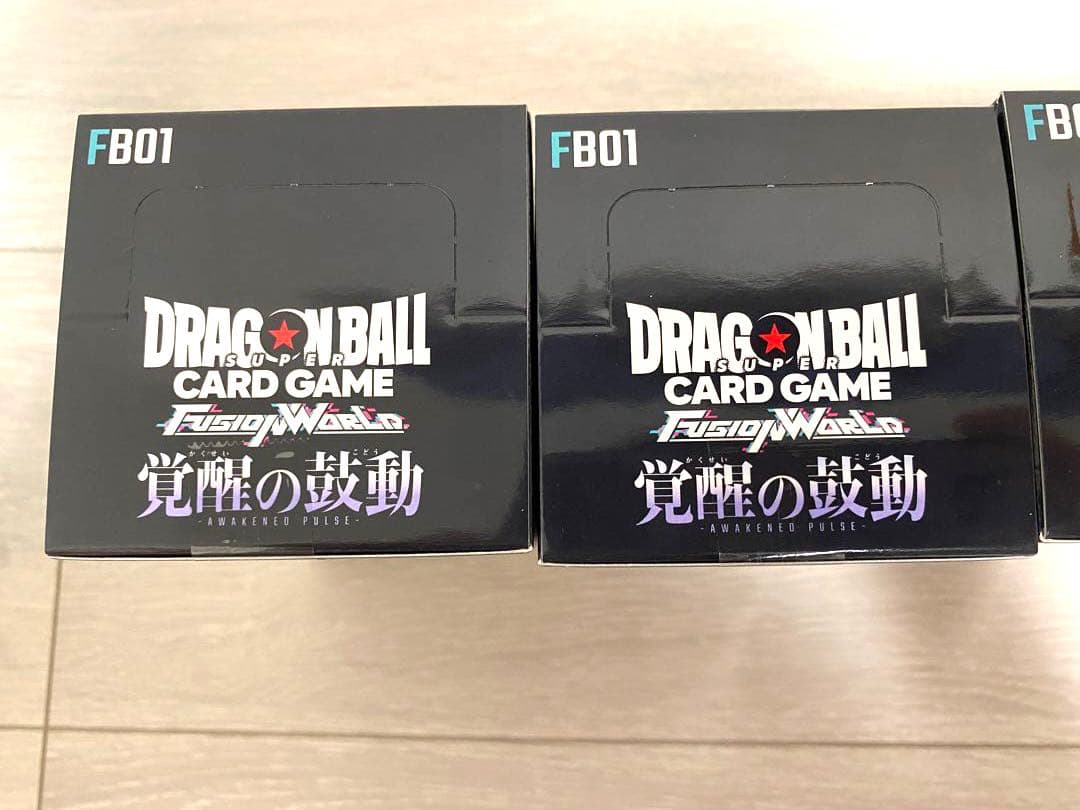 FB01
DRAGON BALL
SUPER
CARD GAME
FUSION WORLD
かくせい こどう
覚醒の鼓動
-AWAKENED PULSE-
FB01
DRAGON BALL
SUPER
CARD GAME
FUSION WORLD
かくせい こどう
覚醒の鼓動
-AWAKENED PULSE-
FB0